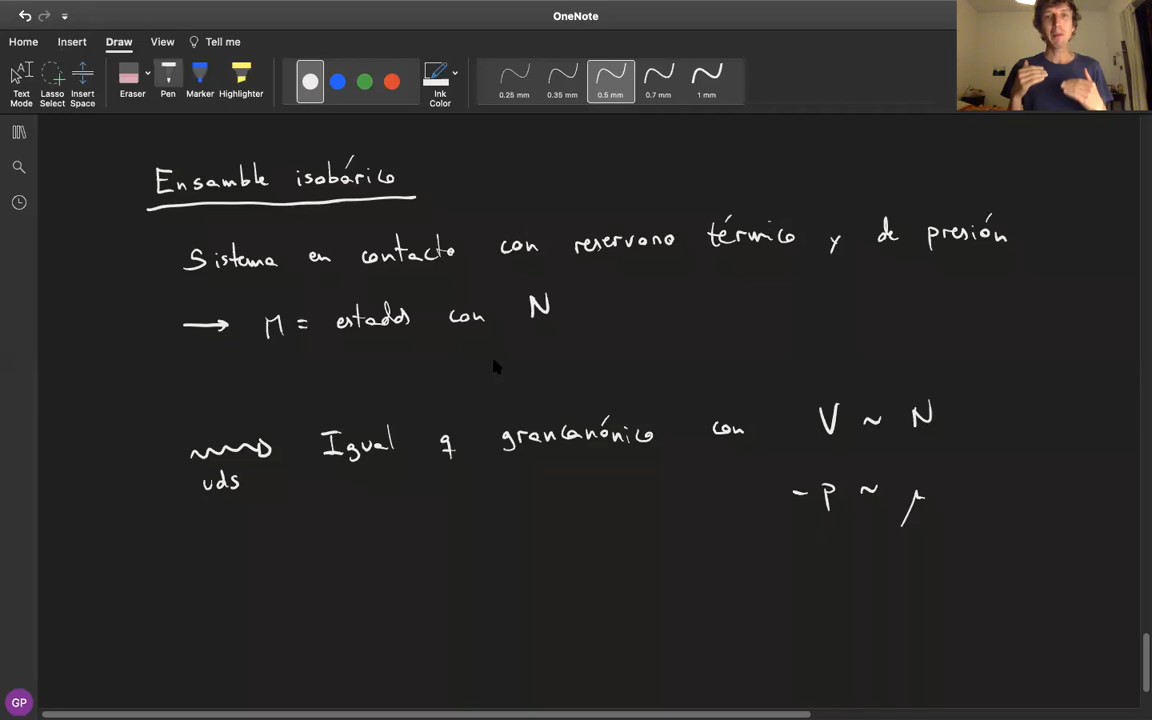 OneNote
Home Insert Draw View Tell me
Text Mode Lasso Select Insert Space Eraser Pen Marker Highlighter Ink Color 0.25 mm 0.35 mm 0.5 mm 0.7 mm 1 mm
Ensamble isobárico
Sistema en contacto con reservorio térmico y de presión
→ M = estados con N
Igual q grancanónico con V ~ N
uds
- P ~ μ
GP